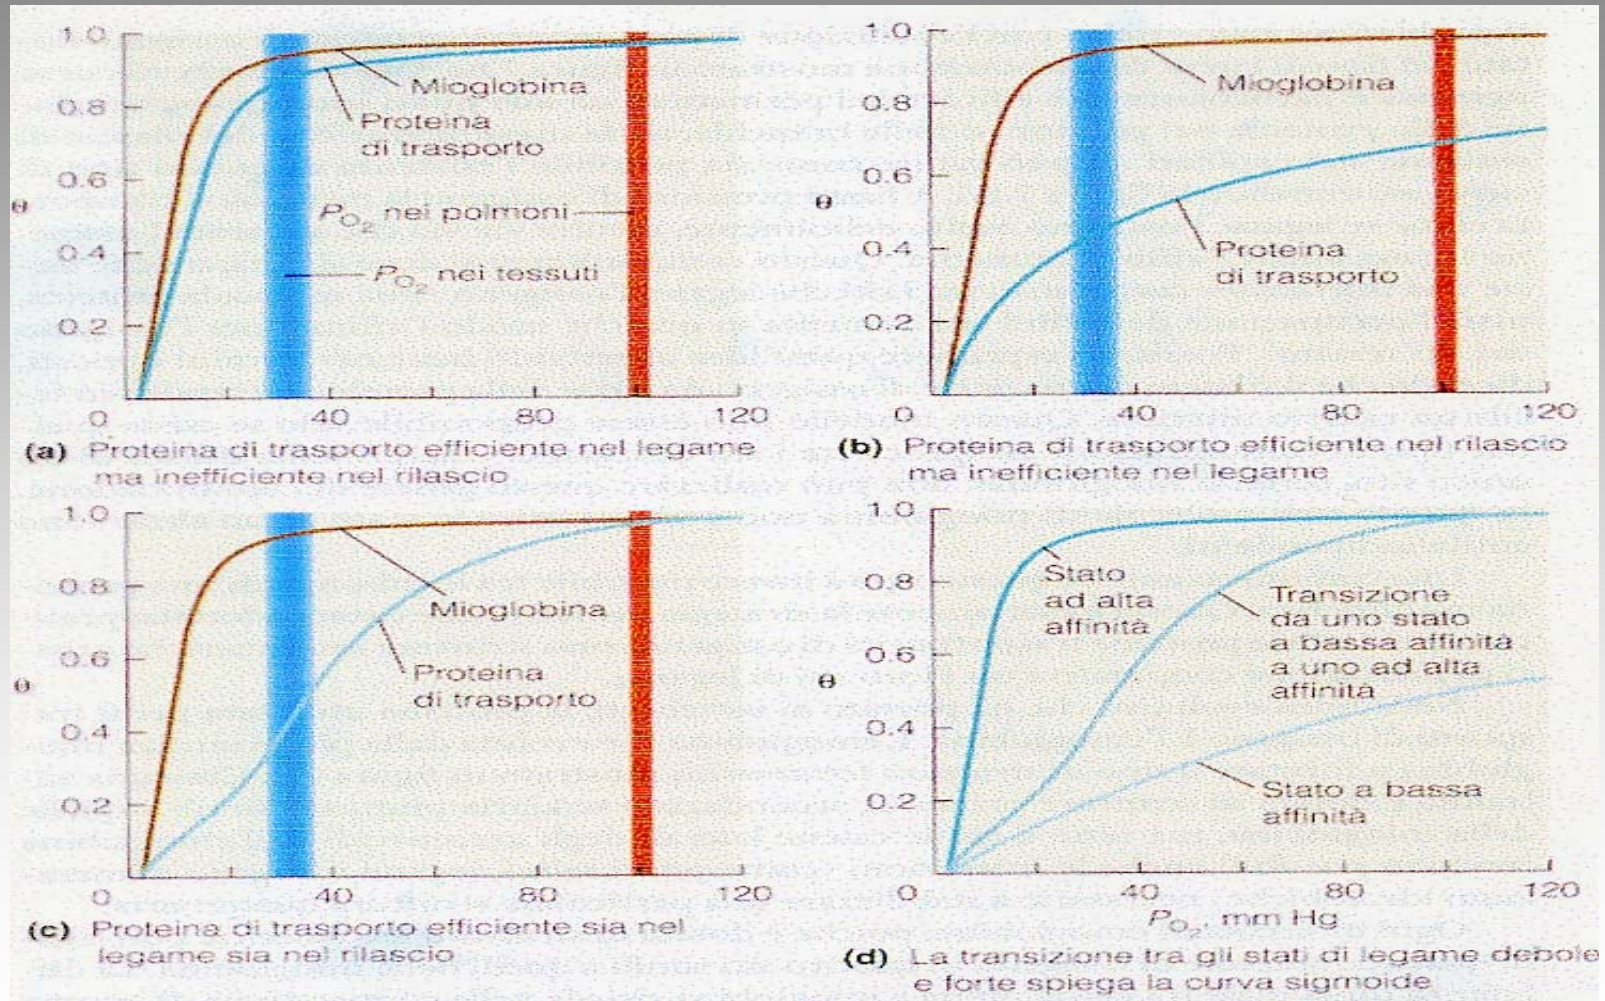 1.0
0.8
0.6
Θ
0.4
0.2
0
40
80
120
Mioglobina
Proteina
di trasporto
PO2 nei polmoni
PO2 nei tessuti
(a) Proteina di trasporto efficiente nel legame
ma inefficiente nel rilascio
1.0
0.8
0.6
Θ
0.4
0.2
0
40
80
120
Mioglobina
Proteina
di trasporto
(b) Proteina di trasporto efficiente nel rilascio
ma inefficiente nel legame
1.0
0.8
0.6
Θ
0.4
0.2
0
40
80
120
Mioglobina
Proteina
di trasporto
(c) Proteina di trasporto efficiente sia nel
legame sia nel rilascio
1.0
0.8
0.6
Θ
0.4
0.2
0
40
80
120
Stato
ad alta
affinità
Transizione
da uno stato
a bassa affinità
a uno ad alta
affinità
Stato a bassa
affinità
PO2, mm Hg
(d) La transizione tra gli stati di legame debole
e forte spiega la curva sigmoide